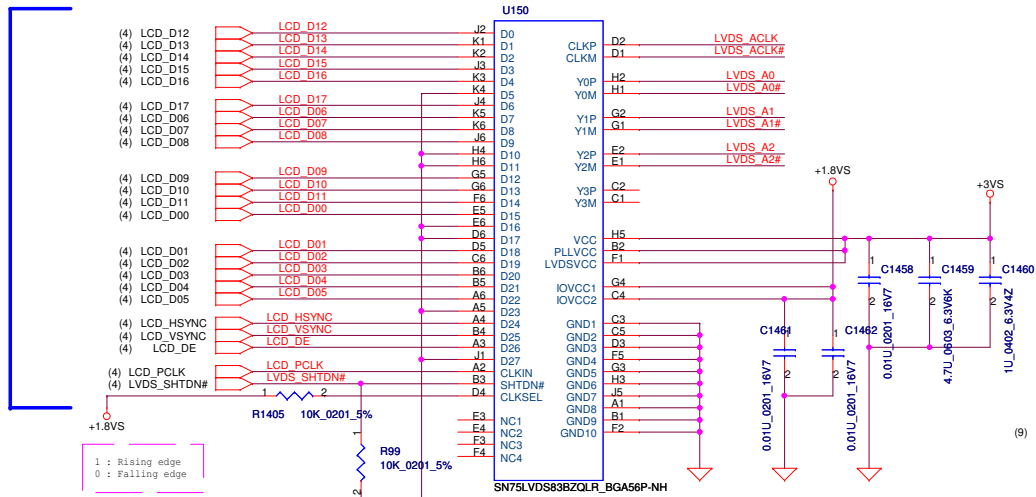 U150
(4) LCD_D12 LCD_D12 J2 D0
(4) LCD_D13 LCD_D13 K1 D1 CLKP D2 LVDS_ACLK
(4) LCD_D14 LCD_D14 K2 D2 CLKM D1 LVDS_ACLK#
(4) LCD_D15 LCD_D15 J3 D3
(4) LCD_D16 LCD_D16 K3 D4 Y0P H2 LVDS_A0
K4 D5 Y0M H1 LVDS_A0#
(4) LCD_D17 LCD_D17 J4 D6
(4) LCD_D06 LCD_D06 K5 D7 Y1P G2 LVDS_A1
(4) LCD_D07 LCD_D07 K6 D8 Y1M G1 LVDS_A1#
(4) LCD_D08 LCD_D08 J6 D9
H4 D10 Y2P E2 LVDS_A2
H6 D11 Y2M E1 LVDS_A2#
(4) LCD_D09 LCD_D09 G5 D12
(4) LCD_D10 LCD_D10 G6 D13 Y3P C2
(4) LCD_D11 LCD_D11 F6 D14 Y3M C1
(4) LCD_D00 LCD_D00 E5 D15
+1.8VS
+3VS
E6 D16
D6 D17 VCC H5
(4) LCD_D01 LCD_D01 D5 D18 PLLVCC B2
(4) LCD_D02 LCD_D02 C6 D19 LVDSVCC F1
(4) LCD_D03 LCD_D03 B6 D20
(4) LCD_D04 LCD_D04 B5 D21 IOVCC1 G4
(4) LCD_D05 LCD_D05 A6 D22 IOVCC2 C4
A5 D23
(4) LCD_HSYNC LCD_HSYNC A4 D24 GND1 C3
(4) LCD_VSYNC LCD_VSYNC B4 D25 GND2 C5
(4) LCD_DE LCD_DE A3 D26 GND3 D3
J1 D27 GND4 F5
(4) LCD_PCLK LCD_PCLK A2 CLKIN GND5 G3
(4) LVDS_SHTDN# LVDS_SHTDN# B3 SHTDN# GND6 H3
D4 CLKSEL GND7 J5
GND8 A1
E3 NC1 GND9 B1
E4 NC2 GND10 F2
F3 NC3
F4 NC4
SN75LVDS83BZQLR_BGA56P-NH
1 C1458 2
0.01U_0201_16V7
1 C1459 2
4.7U_0603_6.3V6K
1 C1460 2
1U_0402_6.3V4Z
C1461 1 2
0.01U_0201_16V7
1 C1462 2
0.01U_0201_16V7
1 2
R1405 10K_0201_5%
+1.8VS
1
R99
10K_0201_5%
2
1 : Rising edge
0 : Falling edge
(9)